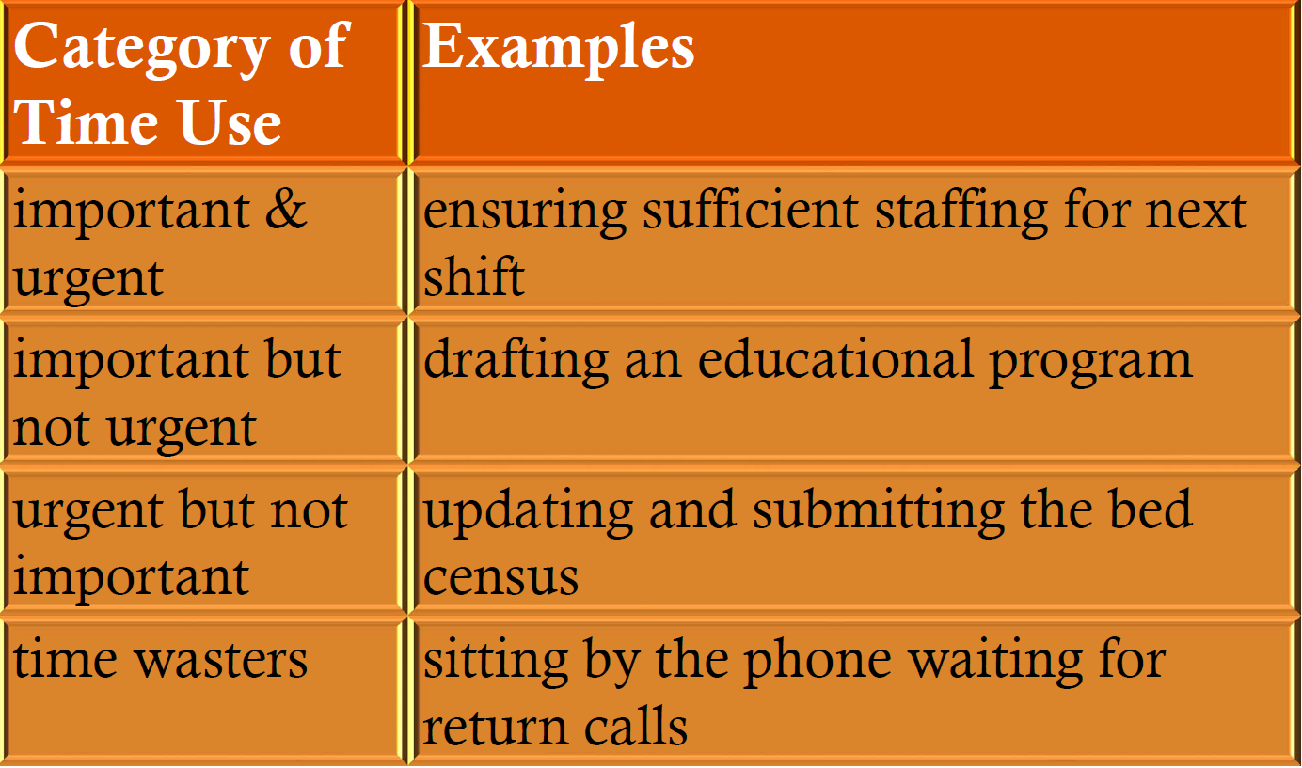 Category of
Time Use
Examples
important &
urgent
ensuring sufficient staffing for next
shift
important but
not urgent
drafting an educational program
urgent but not
important
updating and submitting the bed
census
time wasters
sitting by the phone waiting for
return calls